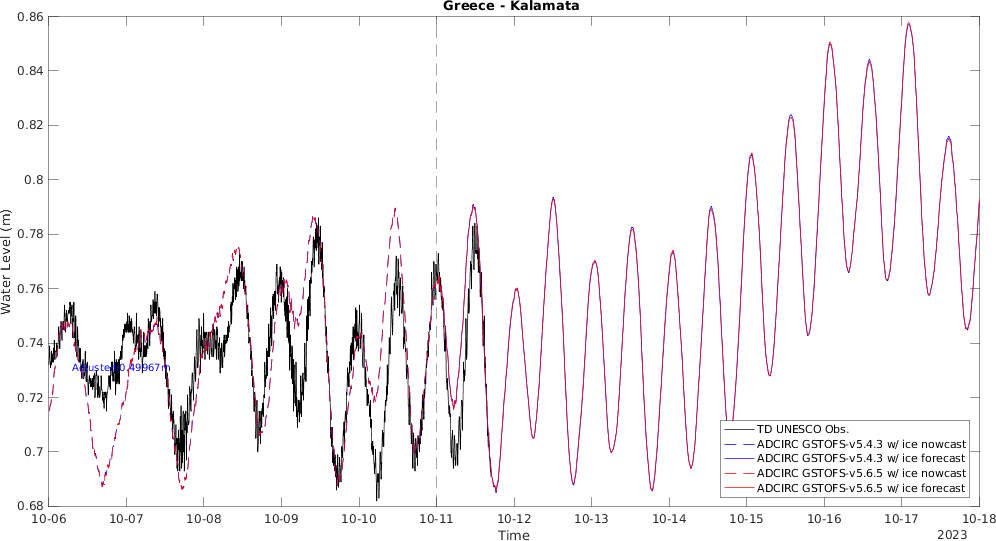 Greece - Kalamata
0.86
0.84
0.82
0.8
0.78
0.76
0.74
0.72
0.7
0.68
Water Level (m)
Adjusted 0.49967m
TD UNESCO Obs.
ADCIRC GSTOFS-v5.4.3 w/ ice nowcast
ADCIRC GSTOFS-v5.4.3 w/ ice forecast
ADCIRC GSTOFS-v5.6.5 w/ ice nowcast
ADCIRC GSTOFS-v5.6.5 w/ ice forecast
10-06 10-07 10-08 10-09 10-10 10-11 10-12 10-13 10-14 10-15 10-16 10-17 10-18
Time
2023